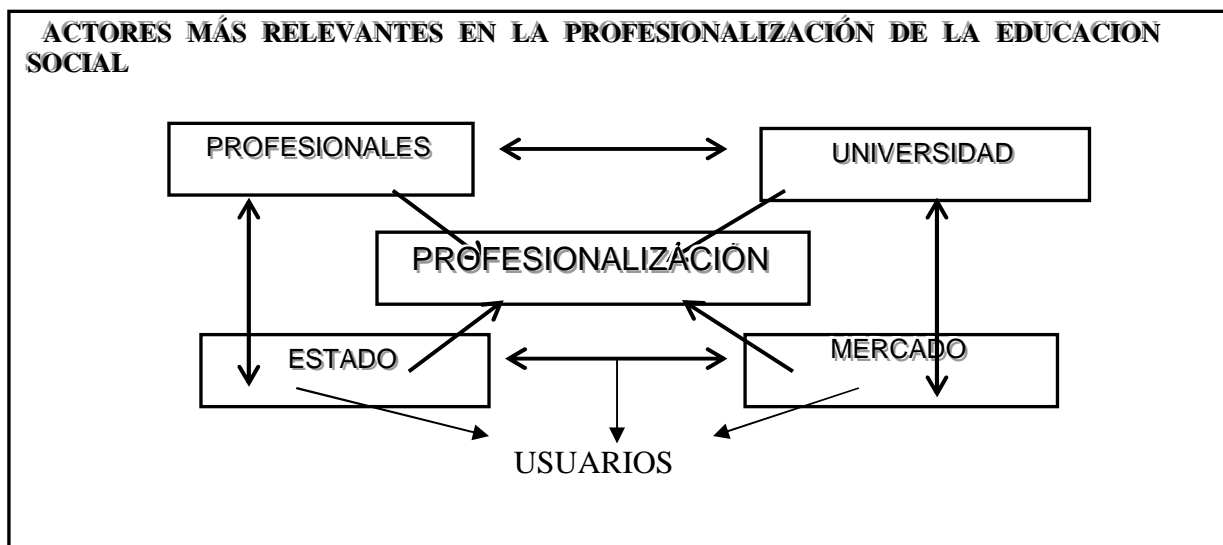 ACTORES MÁS RELEVANTES EN LA PROFESIONALIZACIÓN DE LA EDUCACION
SOCIAL
PROFESIONALES
UNIVERSIDAD
PROFESIONALIZACIÓN
ESTADO
MERCADO
USUARIOS